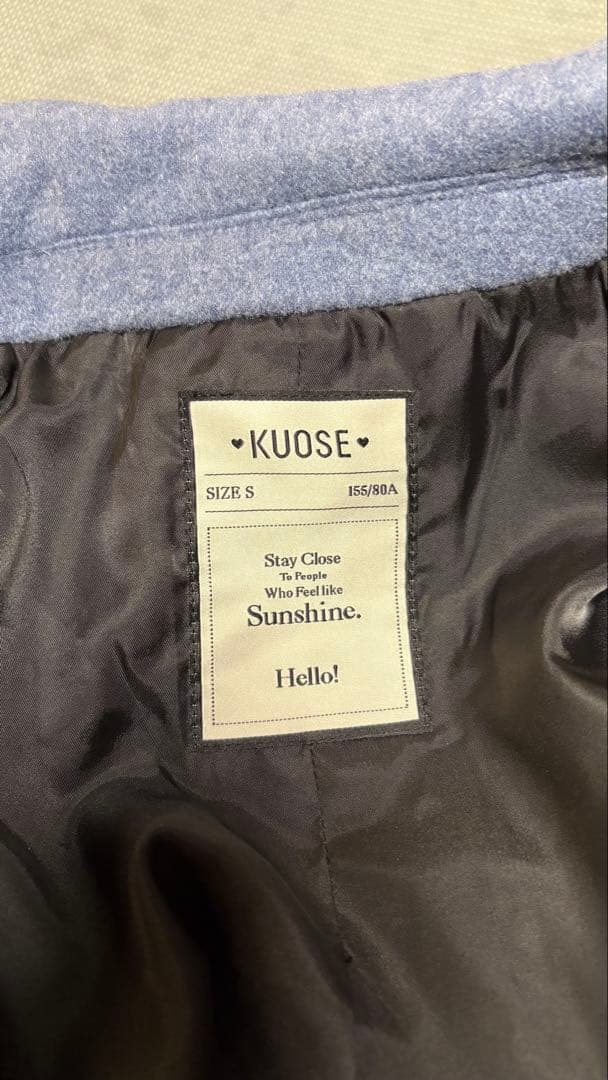 ♥KUOSE♥
SIZE S 155/80A
Stay Close
To People
Who Feel like
Sunshine.
Hello!